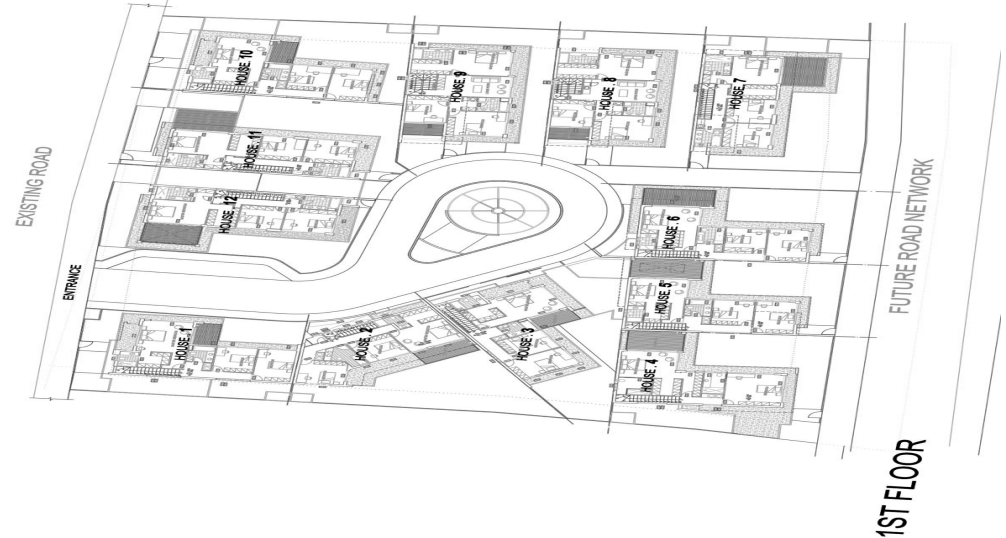 HOUSE. 10
HOUSE. 9
HOUSE . 8
HOUSE. 7
HOUSE. 11
HOUSE. 12
HOUSE. 6
HOUSE. 5
HOUSE. 4
HOUSE . 3
HOUSE. 2
HOUSE . 1
EXISTING ROAD
ENTRANCE
FUTURE ROAD NETWORK
1ST FLOOR